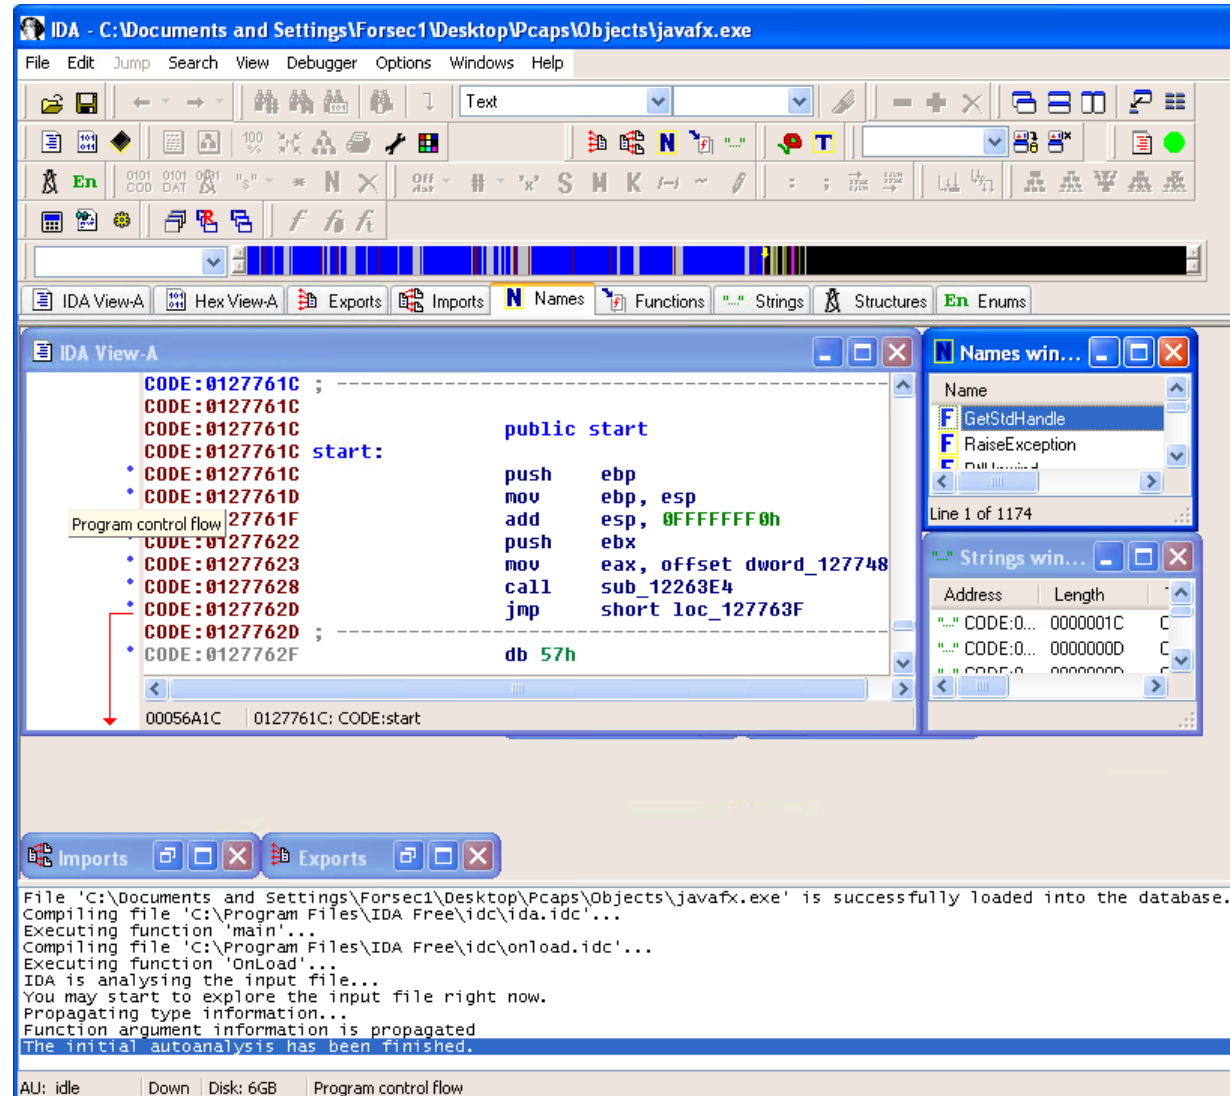 IDA - C:\Documents and Settings\Forsec1\Desktop\Pcaps\Objects\javafx.exe
File Edit Jump Search View Debugger Options Windows Help
Text
IDA View-A Hex View-A Exports Imports N Names Functions "..." Strings Structures En Enums
IDA View-A
CODE:0127761C ; ----------------------------------------------------
CODE:0127761C
CODE:0127761C public start
CODE:0127761C start:
CODE:0127761C push ebp
CODE:0127761D mov ebp, esp
27761F add esp, 0FFFFFFF0h
Program control flow
CODE:01277622 push ebx
CODE:01277623 mov eax, offset dword_127748
CODE:01277628 call sub_12263E4
CODE:0127762D jmp short loc_127763F
CODE:0127762D ; ----------------------------------------------------
CODE:0127762F db 57h
00056A1C 0127761C: CODE:start
N Names win...
Name
F GetStdHandle
F RaiseException
Line 1 of 1174
"..." Strings win...
Address Length
"..." CODE:0... 0000001C C
"..." CODE:0... 0000000D C
Imports Exports
File 'C:\Documents and Settings\Forsec1\Desktop\Pcaps\Objects\javafx.exe' is successfully loaded into the database.
Compiling file 'C:\Program Files\IDA Free\idc\ida.idc'...
Executing function 'main'...
Compiling file 'C:\Program Files\IDA Free\idc\onload.idc'...
Executing function 'OnLoad'...
IDA is analysing the input file...
You may start to explore the input file right now.
Propagating type information...
Function argument information is propagated
The initial autoanalysis has been finished.
AU: idle Down Disk: 6GB Program control flow